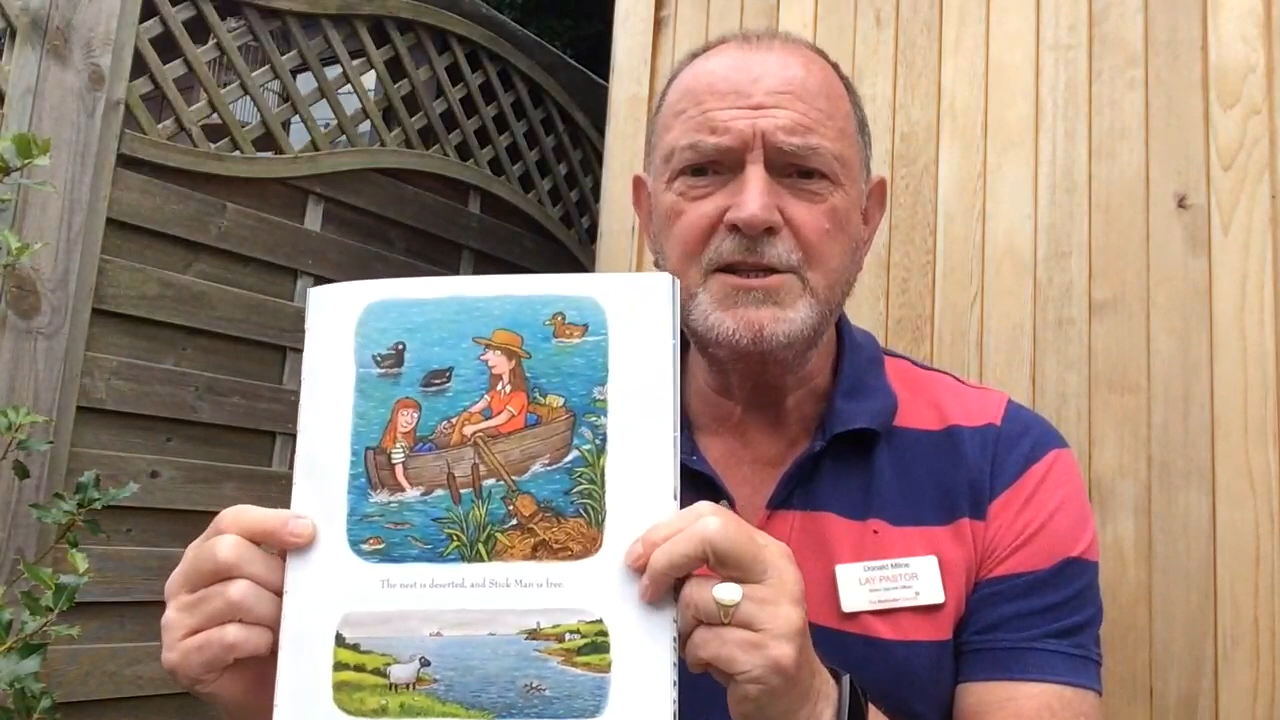 The nest is deserted, and Stick Man is free.
Donald Milne
LAY PASTOR